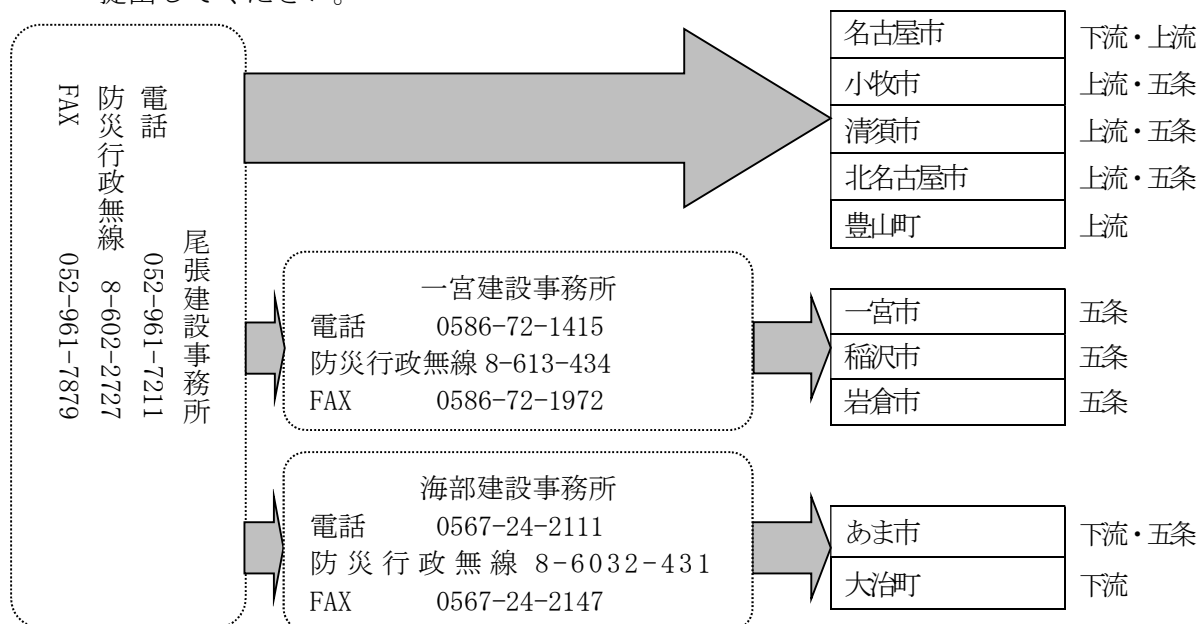 提出してください。
尾張建設事務所
電話 052-961-7211
防災行政無線 8-602-2727
FAX 052-961-7879
名古屋市 下流・上流
小牧市 上流・五条
清須市 上流・五条
北名古屋市 上流・五条
豊山町 上流
一宮建設事務所
電話 0586-72-1415
防災行政無線 8-613-434
FAX 0586-72-1972
一宮市 五条
稲沢市 五条
岩倉市 五条
海部建設事務所
電話 0567-24-2111
防災行政無線 8-6032-431
FAX 0567-24-2147
あま市 下流・五条
大治町 下流